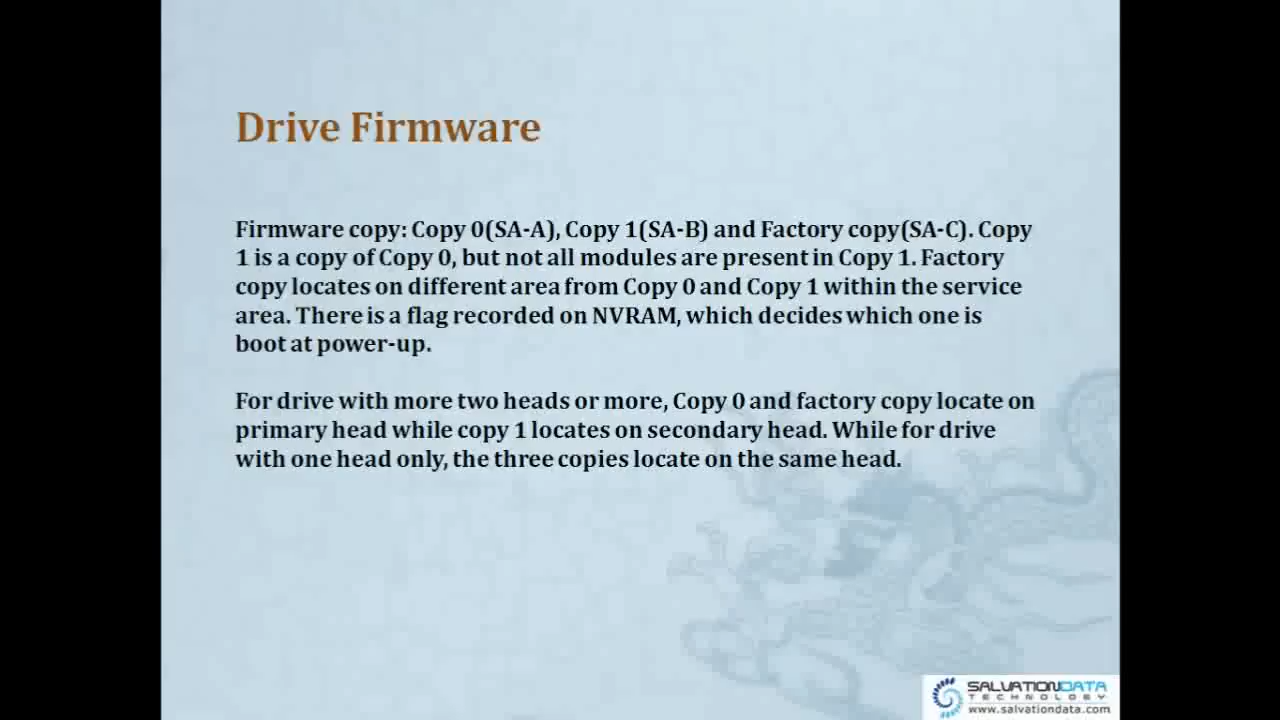 Drive Firmware
Firmware copy: Copy 0(SA-A), Copy 1(SA-B) and Factory copy(SA-C). Copy
1 is a copy of Copy 0, but not all modules are present in Copy 1. Factory
copy locates on different area from Copy 0 and Copy 1 within the service
area. There is a flag recorded on NVRAM, which decides which one is
boot at power-up.
For drive with more two heads or more, Copy 0 and factory copy locate on
primary head while copy 1 locates on secondary head. While for drive
with one head only, the three copies locate on the same head.
SALVATIONDATA
TECHNOLOGY
www.salvationdata.com